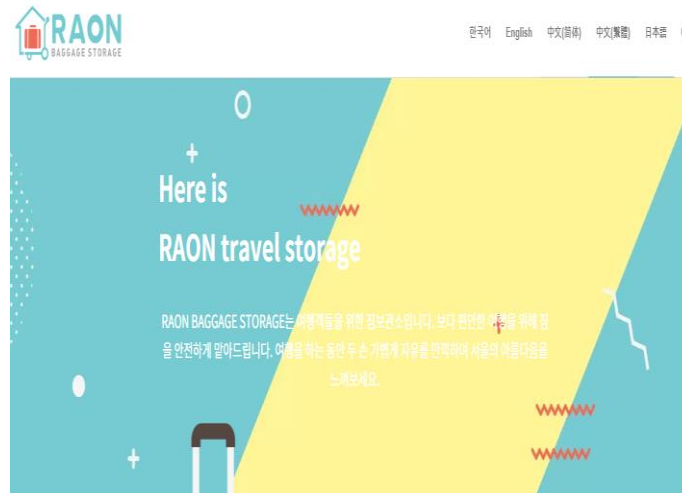 RAON
BAGGAGE STORAGE
한국어 English 中文(简体) 中文(繁體) 日本語
Here is
RAON travel storage
RAON BAGGAGE STORAGE는 여행객들을 위한 짐보관소입니다. 보다 편안한 여행을 위해 짐
을 안전하게 맡아드립니다. 여행을 하는 동안 두 손 가볍게 자유를 만끽하며 서울의 아름다움을
느껴보세요.